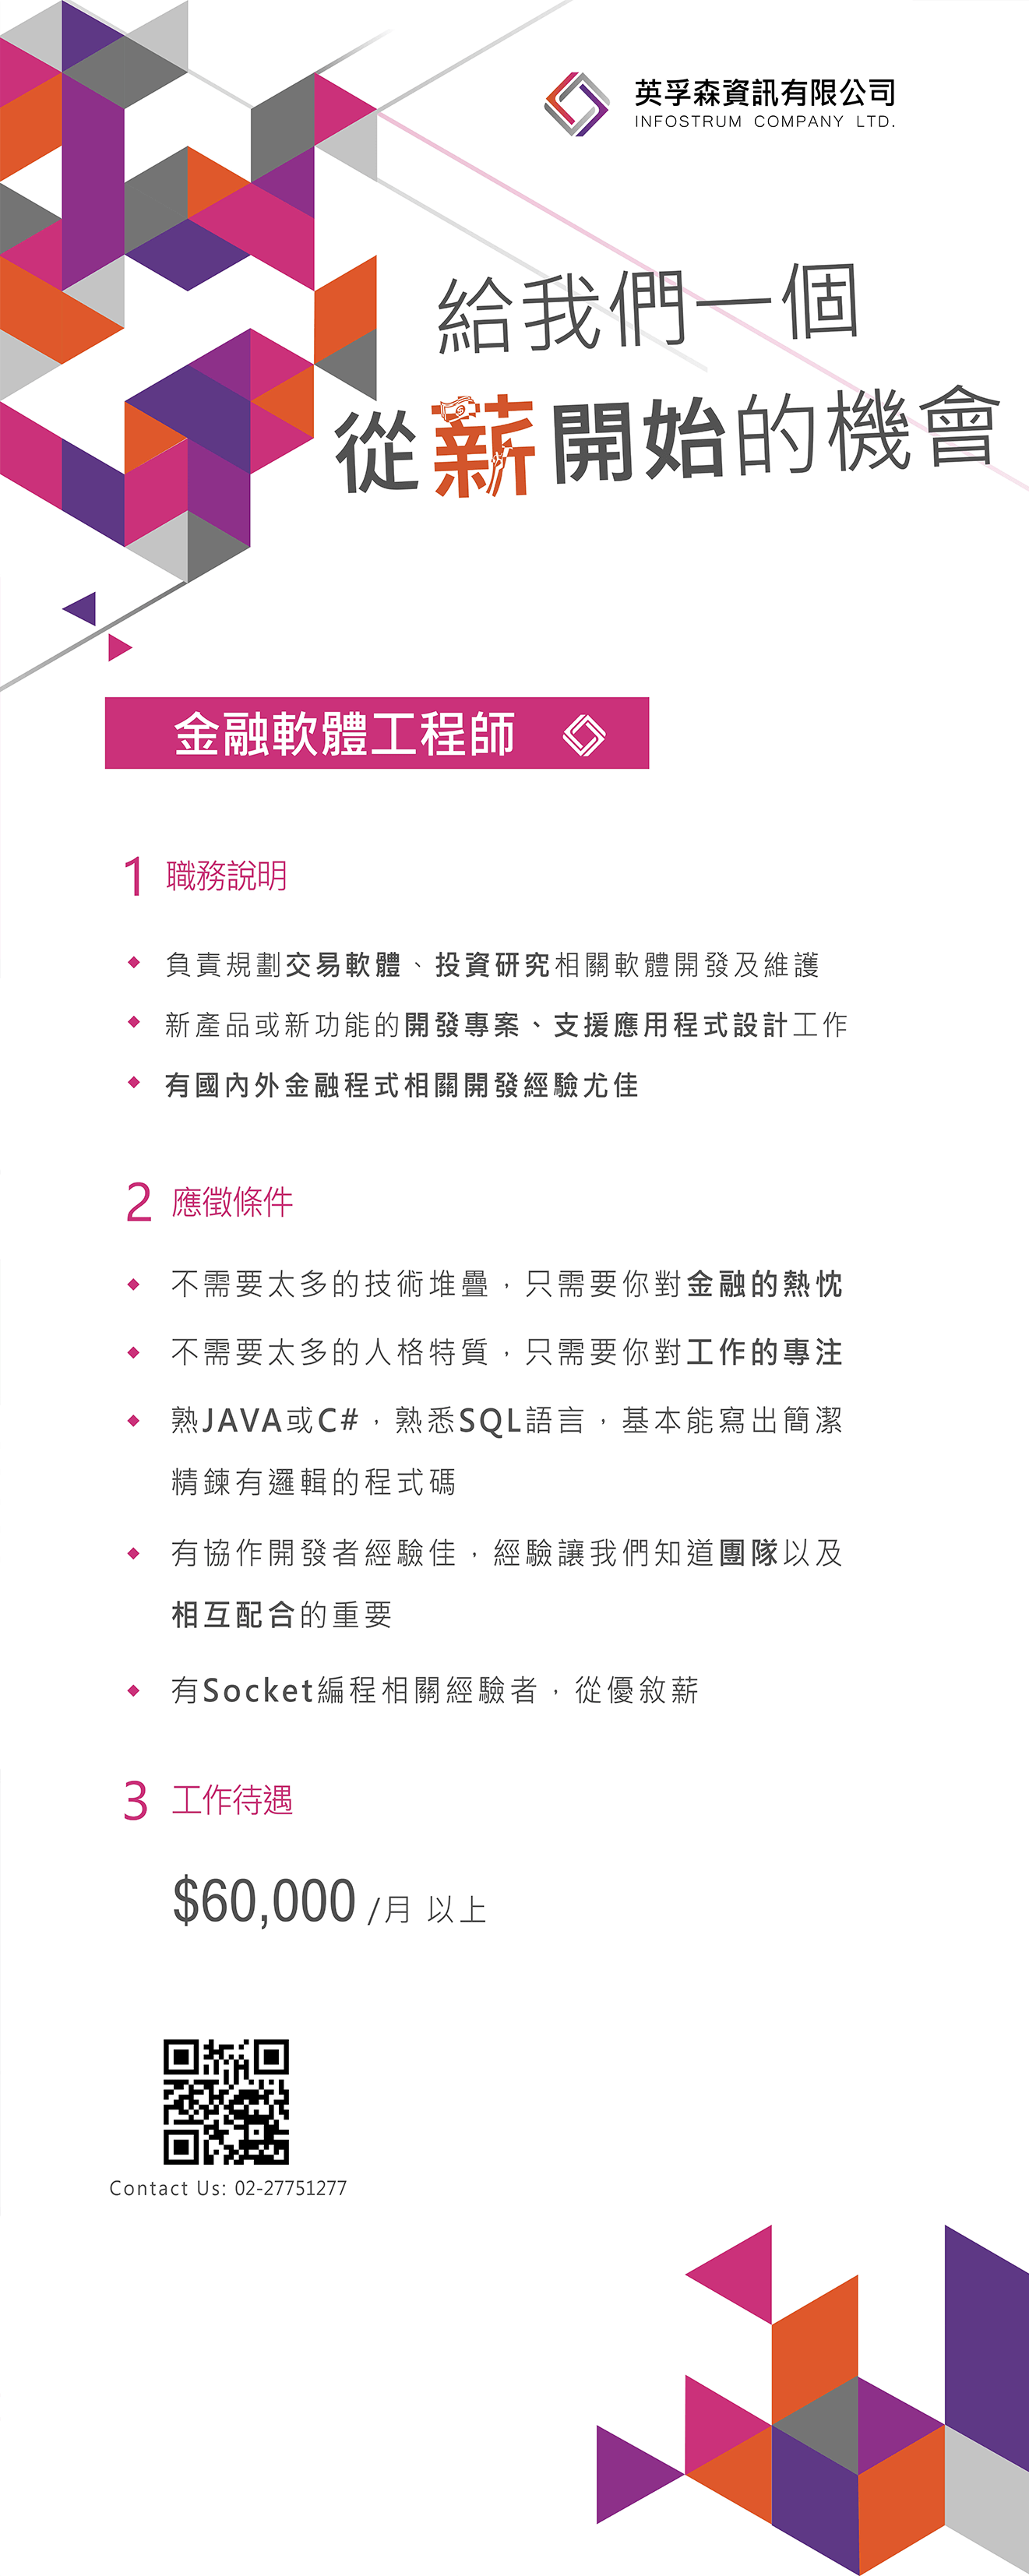 英孚森資訊有限公司
INFOSTRUM COMPANY LTD.
給我們一個
從薪開始的機會
金融軟體工程師
1 職務說明
負責規劃交易軟體、投資研究相關軟體開發及維護
新產品或新功能的開發專案、支援應用程式設計工作
有國內外金融程式相關開發經驗尤佳
2 應徵條件
不需要太多的技術堆疊，只需要你對金融的熱忱
不需要太多的人格特質，只需要你對工作的專注
熟JAVA或C#，熟悉SQL語言，基本能寫出簡潔
精鍊有邏輯的程式碼
有協作開發者經驗佳，經驗讓我們知道團隊以及
相互配合的重要
有Socket編程相關經驗者，從優敘薪
3 工作待遇
$60,000 /月 以上
Contact Us: 02-27751277